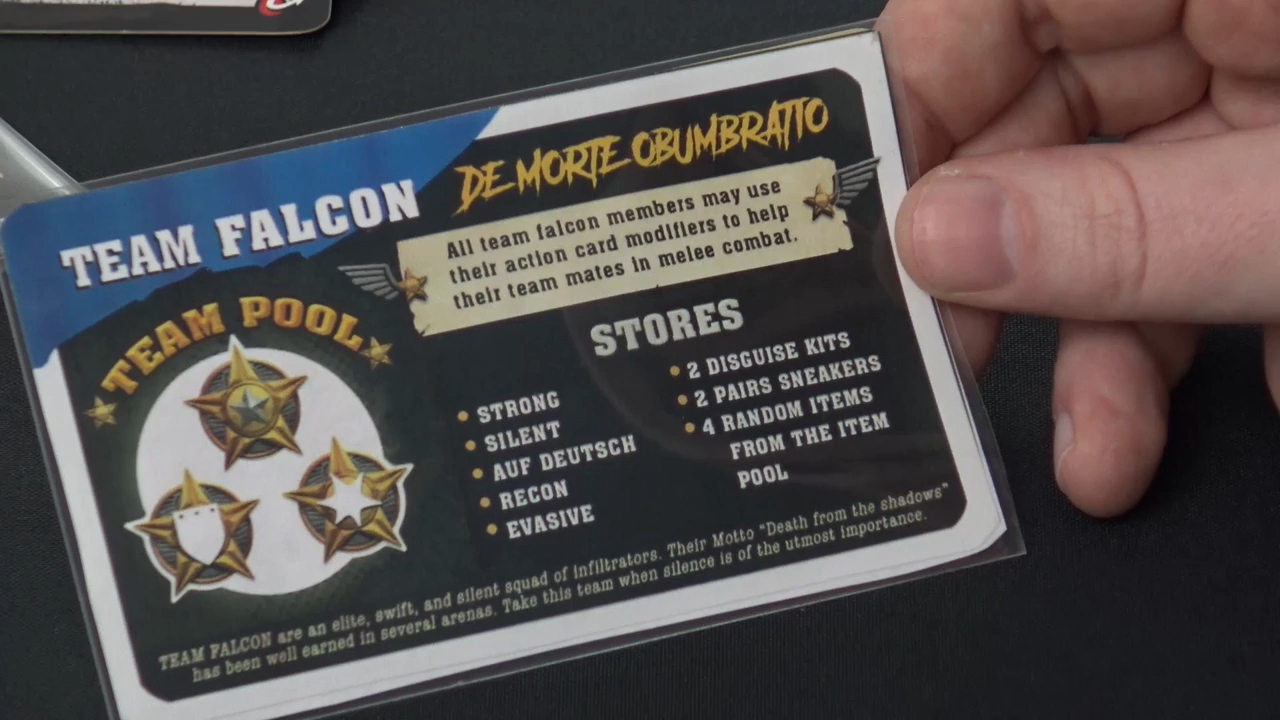 TEAM FALCON
DE MORTE OBUMBRATIO
All team falcon members may use
their action card modifiers to help
their team mates in melee combat.
TEAM POOL
STORES
• STRONG
• SILENT
• AUF DEUTSCH
• RECON
• EVASIVE
• 2 DISGUISE KITS
• 2 PAIRS SNEAKERS
• 4 RANDOM ITEMS
FROM THE ITEM
POOL
TEAM FALCON are an elite, swift, and silent squad of infiltrators. Their Motto "Death from the shadows"
has been well earned in several arenas. Take this team when silence is of the utmost importance.